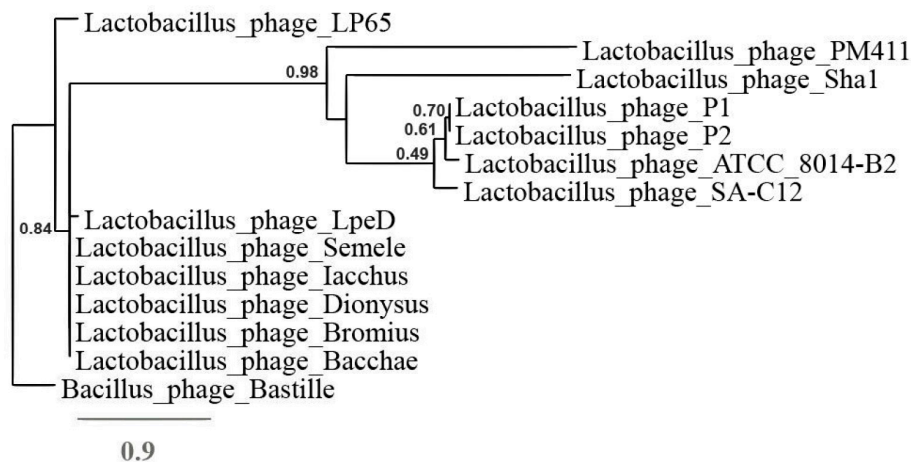 Lactobacillus_phage_LP65
Lactobacillus_phage_PM411
0.98
Lactobacillus_phage_Sha1
0.70
Lactobacillus_phage_P1
0.61
Lactobacillus_phage_P2
0.49
Lactobacillus_phage_ATCC_8014-B2
Lactobacillus_phage_SA-C12
Lactobacillus_phage_LpeD
0.84
Lactobacillus_phage_Semele
Lactobacillus_phage_Iacchus
Lactobacillus_phage_Dionysus
Lactobacillus_phage_Bromius
Lactobacillus_phage_Bacchae
Bacillus_phage_Bastille
0.9